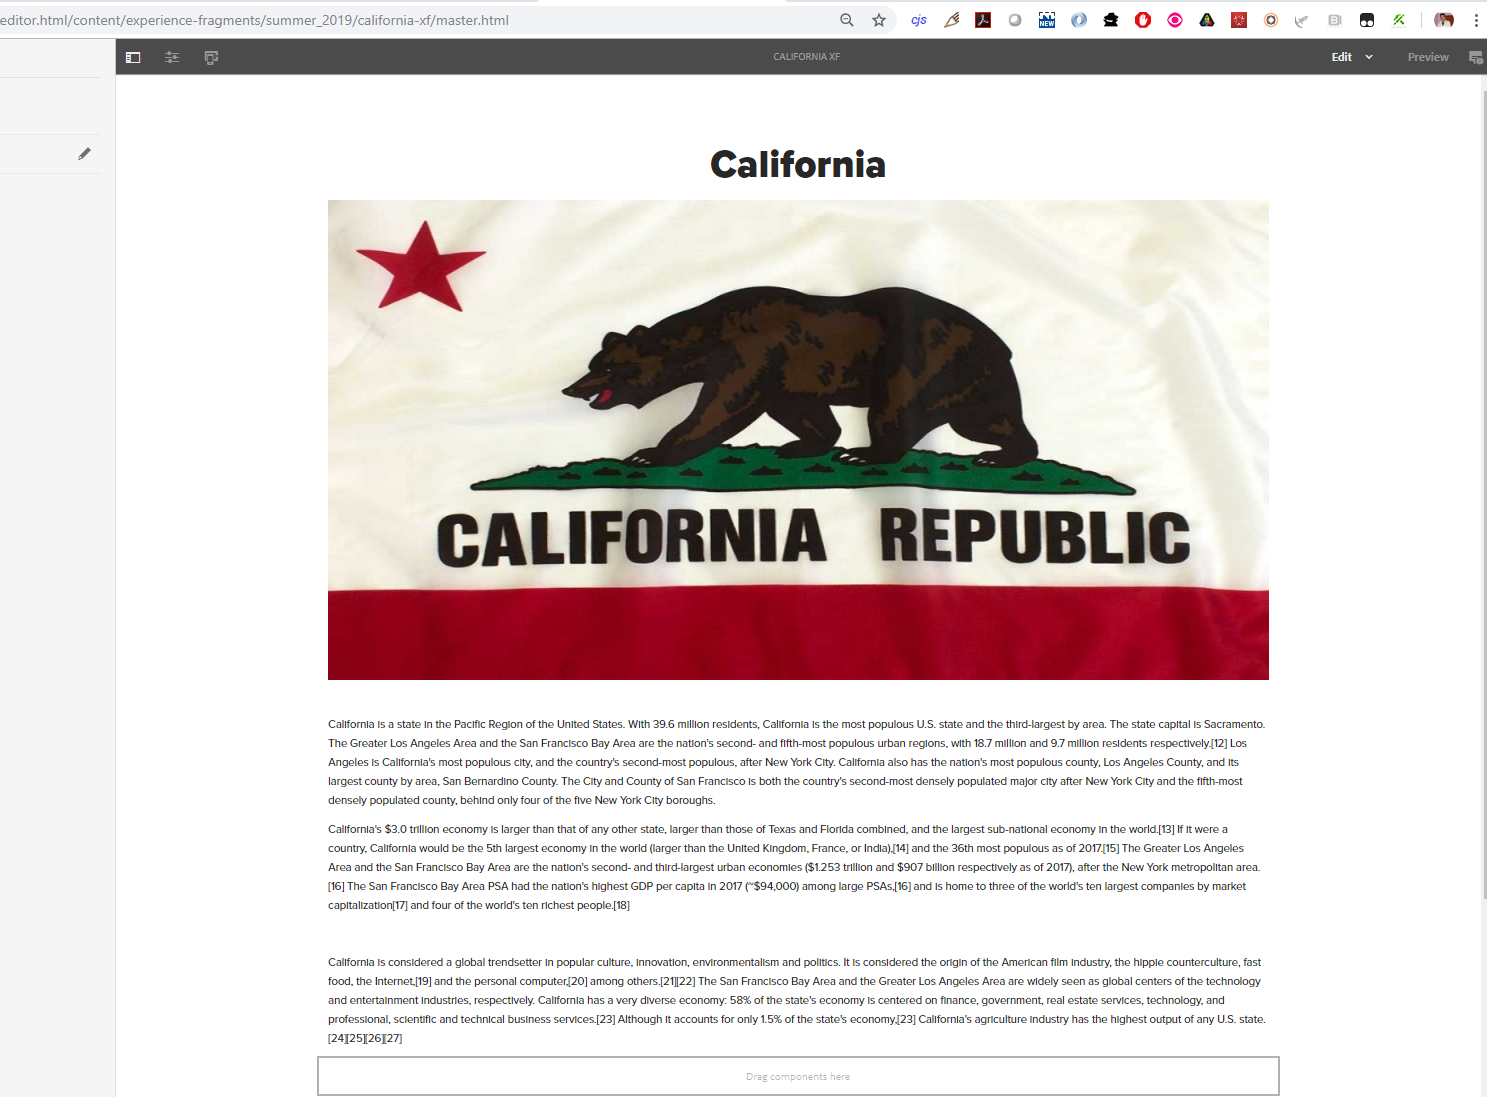 editor.html/content/experience-fragments/summer_2019/california-xf/master.html
cjs
NEW
CALIFORNIA XF
Edit
Preview
California
CALIFORNIA REPUBLIC
California is a state in the Pacific Region of the United States. With 39.6 million residents, California is the most populous U.S. state and the third-largest by area. The state capital is Sacramento.
The Greater Los Angeles Area and the San Francisco Bay Area are the nation's second- and fifth-most populous urban regions, with 18.7 million and 9.7 million residents respectively.[12] Los
Angeles is California's most populous city, and the country's second-most populous, after New York City. California also has the nation's most populous county, Los Angeles County, and its
largest county by area, San Bernardino County. The City and County of San Francisco is both the country's second-most densely populated major city after New York City and the fifth-most
densely populated county, behind only four of the five New York City boroughs.
California's $3.0 trillion economy is larger than that of any other state, larger than those of Texas and Florida combined, and the largest sub-national economy in the world.[13] If it were a
country, California would be the 5th largest economy in the world (larger than the United Kingdom, France, or India),[14] and the 36th most populous as of 2017.[15] The Greater Los Angeles
Area and the San Francisco Bay Area are the nation's second- and third-largest urban economies ($1.253 trillion and $907 billion respectively as of 2017), after the New York metropolitan area.
[16] The San Francisco Bay Area PSA had the nation's highest GDP per capita in 2017 (~$94,000) among large PSAs,[16] and is home to three of the world's ten largest companies by market
capitalization[17] and four of the world's ten richest people.[18]
California is considered a global trendsetter in popular culture, innovation, environmentalism and politics. It is considered the origin of the American film industry, the hippie counterculture, fast
food, the Internet,[19] and the personal computer,[20] among others.[21][22] The San Francisco Bay Area and the Greater Los Angeles Area are widely seen as global centers of the technology
and entertainment industries, respectively. California has a very diverse economy: 58% of the state's economy is centered on finance, government, real estate services, technology, and
professional, scientific and technical business services.[23] Although it accounts for only 1.5% of the state's economy,[23] California's agriculture industry has the highest output of any U.S. state.
[24][25][26][27]
Drag components here